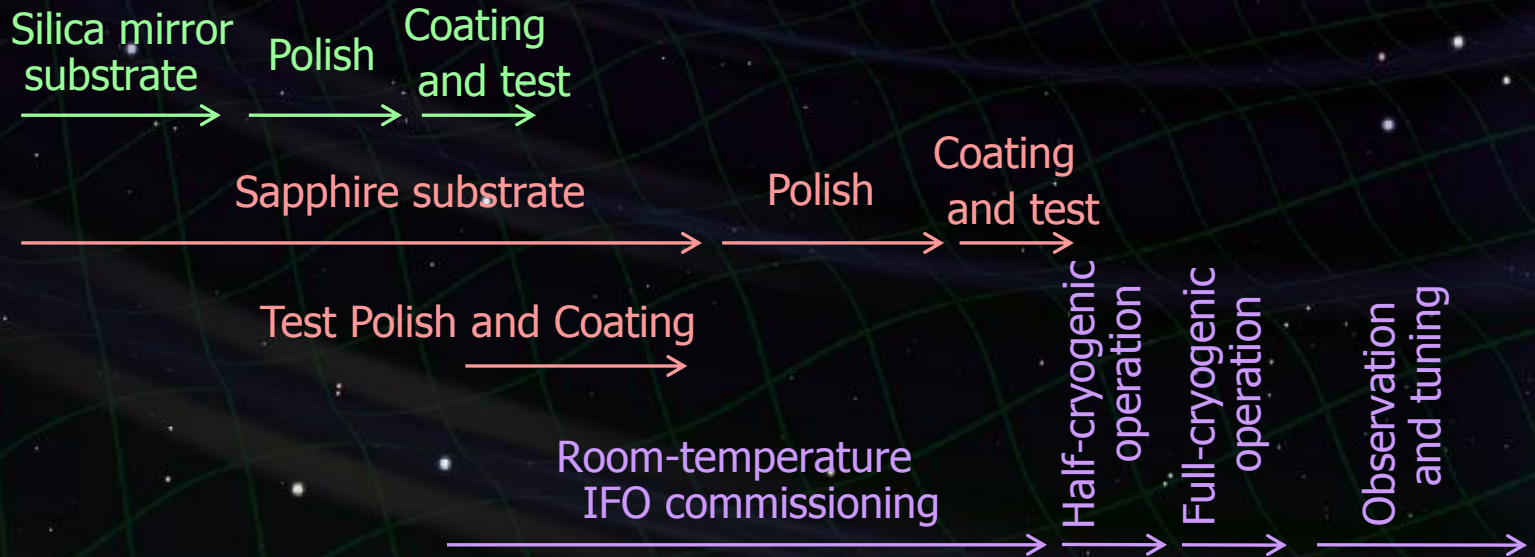 Silica mirror
substrate
Polish
Coating
and test
Sapphire substrate
Polish
Coating
and test
Test Polish and Coating
Room-temperature
IFO commissioning
Half-cryogenic
operation
Full-cryogenic
operation
Observation
and tuning